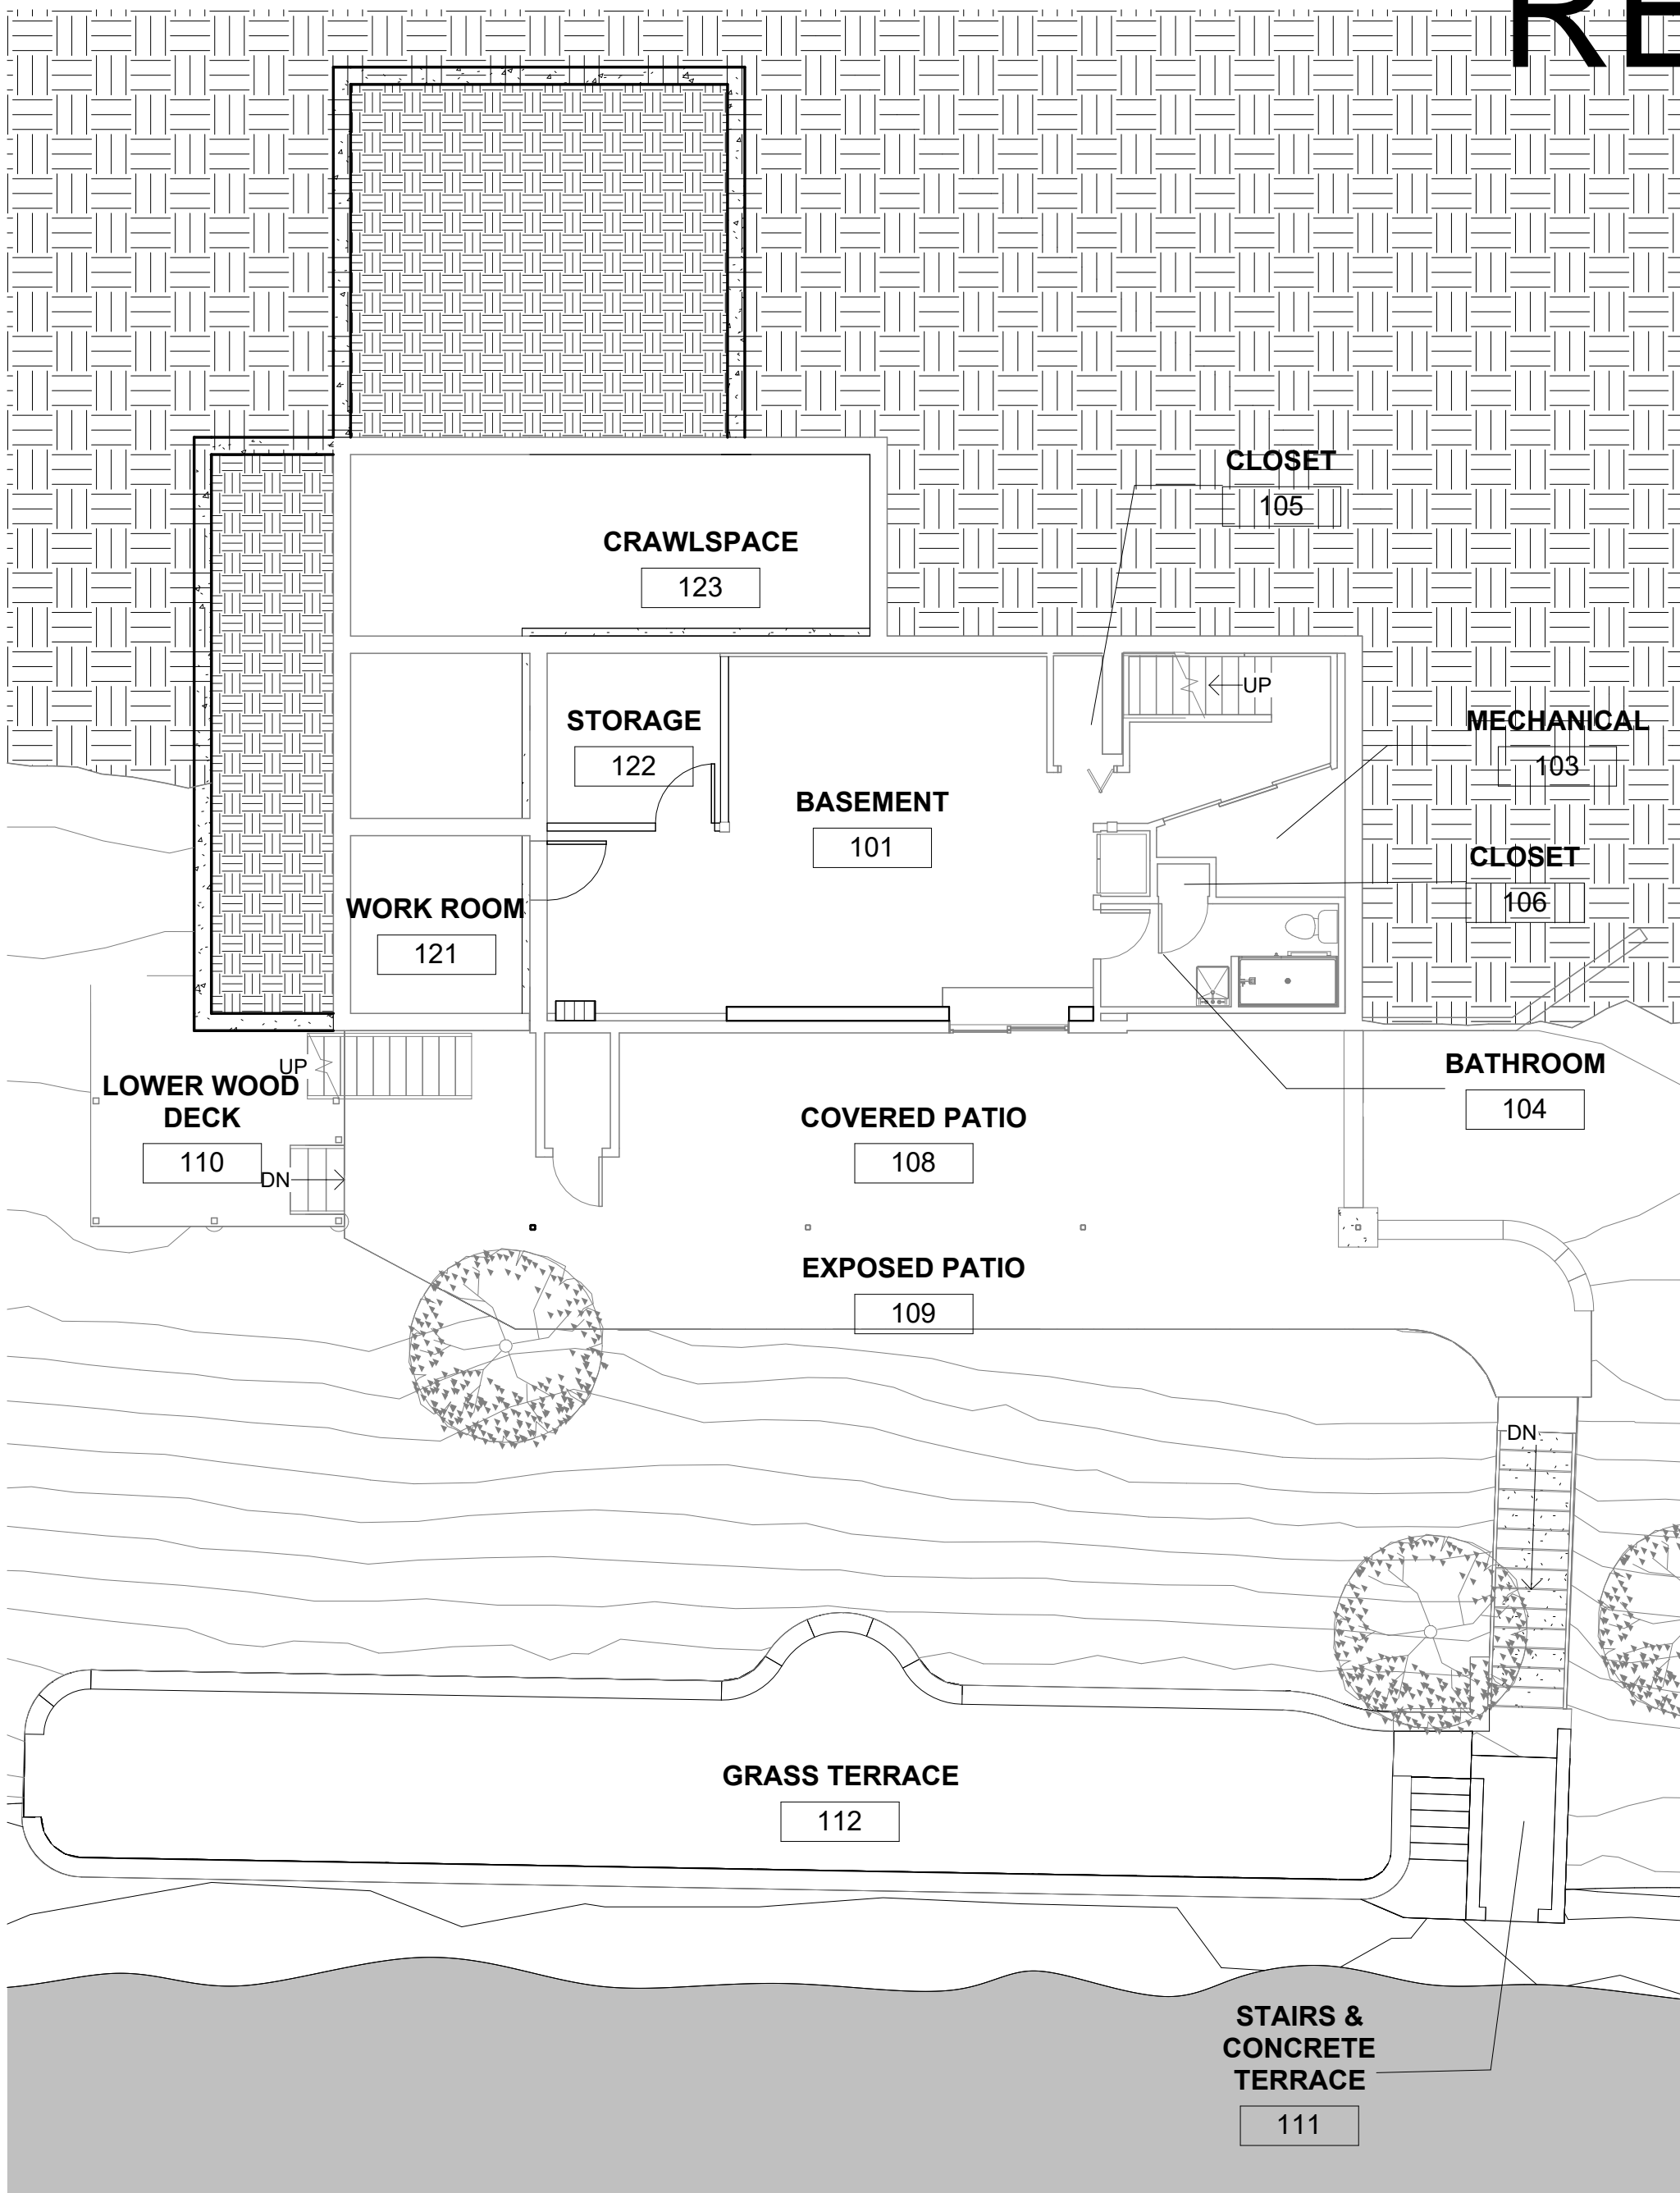 RE
CLOSET
105
CRAWLSPACE
123
UP
STORAGE
122
MECHANICAL
103
BASEMENT
101
CLOSET
106
WORK ROOM
121
UP
LOWER WOOD
DECK
110
DN
COVERED PATIO
108
BATHROOM
104
EXPOSED PATIO
109
DN
GRASS TERRACE
112
STAIRS &
CONCRETE
TERRACE
111